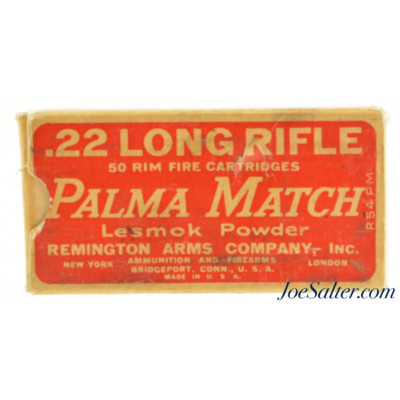 .22 LONG RIFLE
50 RIM FIRE CARTRIDGES
PALMA MATCH
Lesmok Powder
REMINGTON ARMS COMPANY, INC.
NEW YORK AMMUNITION AND FIREARMS LONDON
BRIDGEPORT, CONN., U. S. A.
MADE IN U. S. A.
R54PM
JoeSalter.com